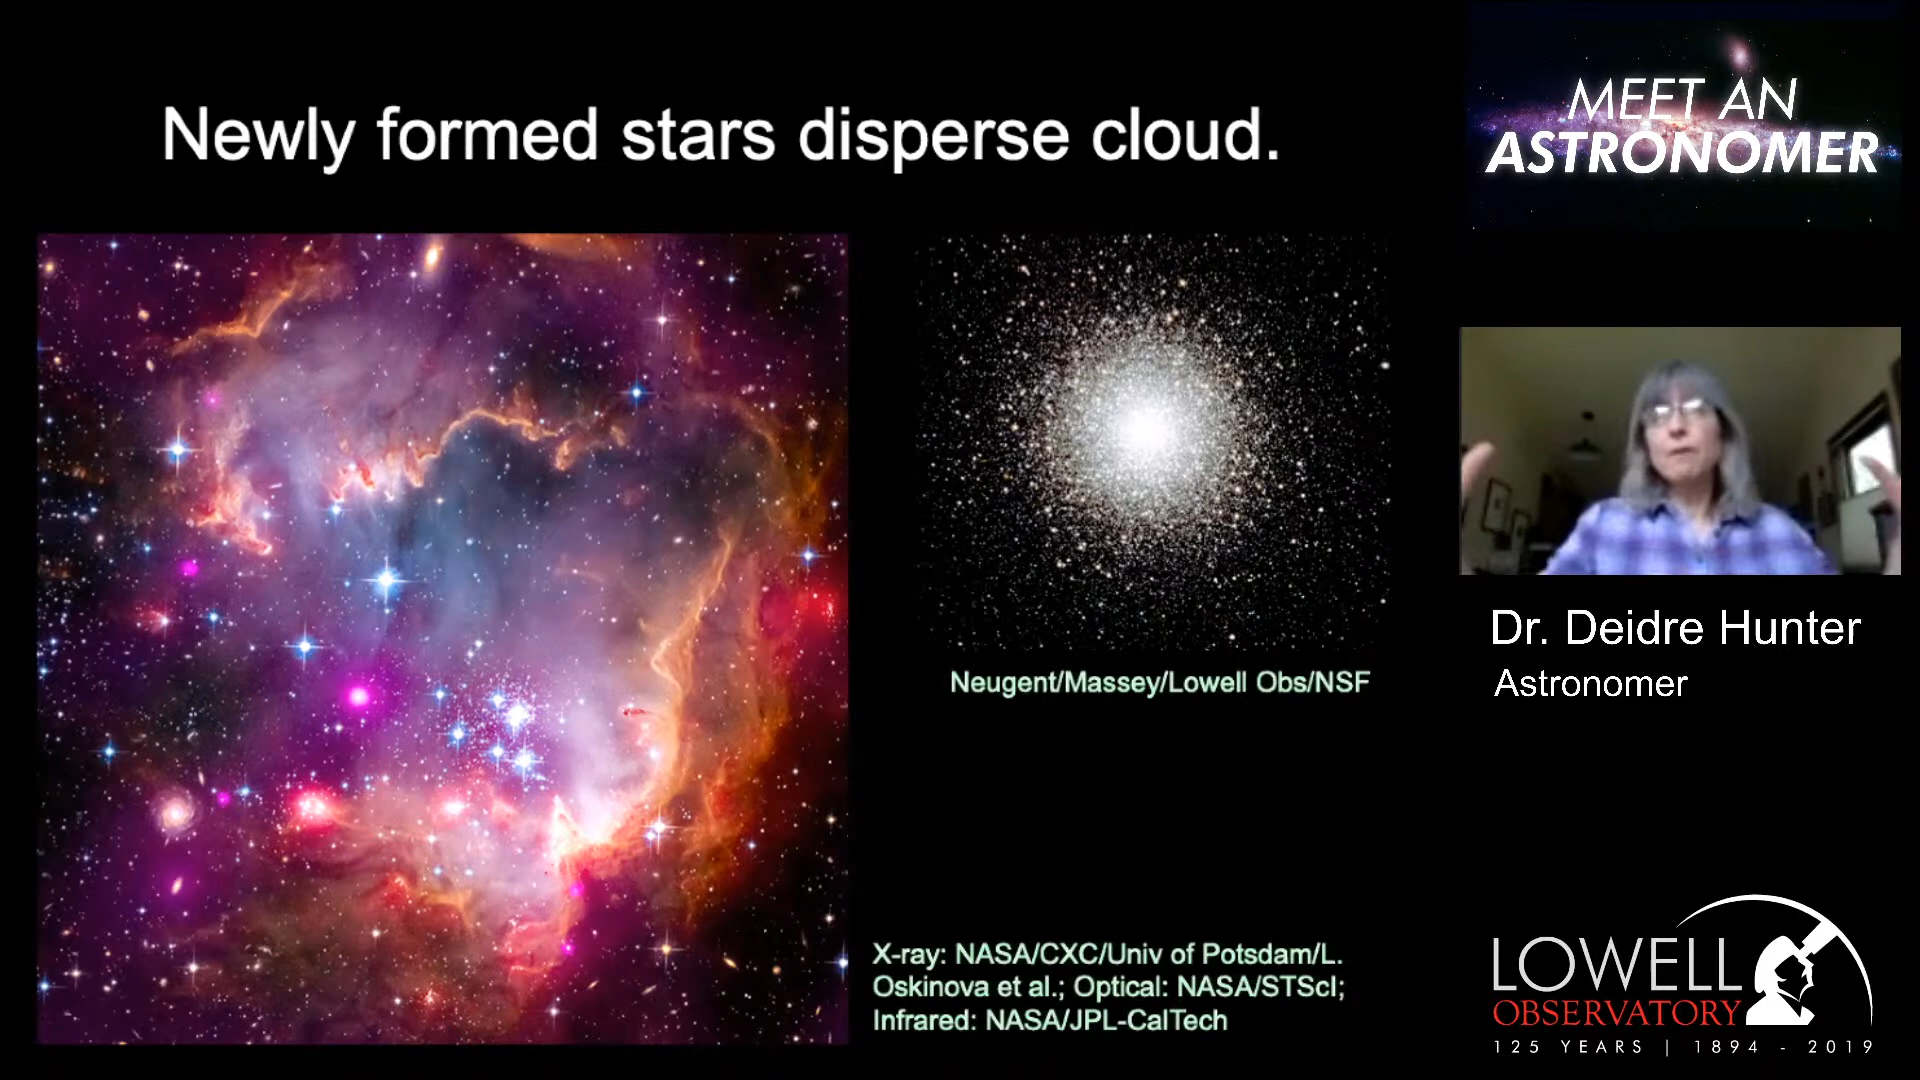 Newly formed stars disperse cloud.
MEET AN
ASTRONOMER
Neugent/Massey/Lowell Obs/NSF
Dr. Deidre Hunter
Astronomer
X-ray: NASA/CXC/Univ of Potsdam/L.
Oskinova et al.; Optical: NASA/STScI;
Infrared: NASA/JPL-CalTech
LOWELL
OBSERVATORY
125 YEARS | 1894 - 2019